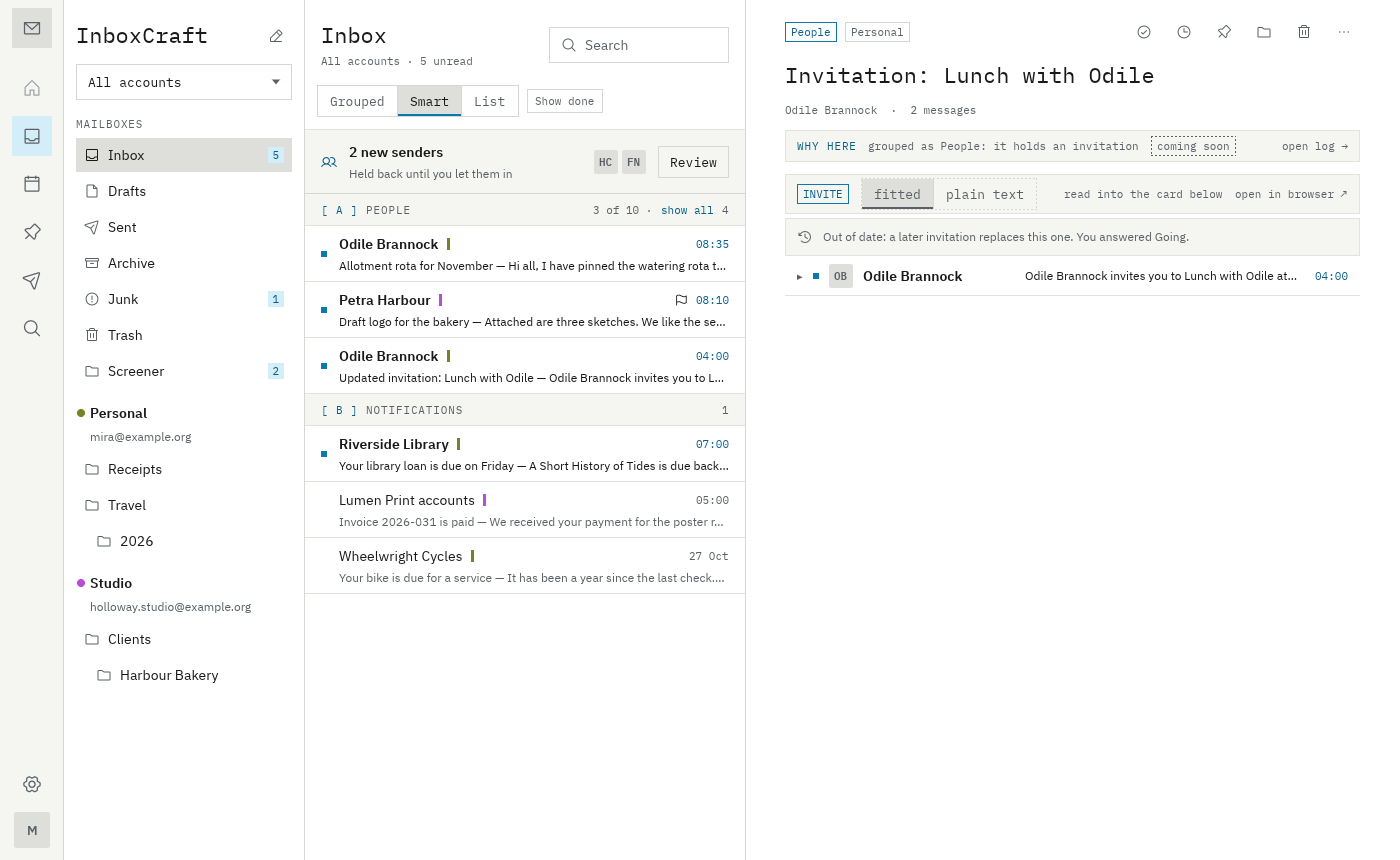 InboxCraft
All accounts
MAILBOXES
Inbox 5
Drafts
Sent
Archive
Junk 1
Trash
Screener 2
Personal
mira@example.org
Receipts
Travel
2026
Studio
holloway.studio@example.org
Clients
Harbour Bakery
M
Inbox
All accounts · 5 unread
Search
Grouped Smart List Show done
2 new senders
Held back until you let them in
HC FN Review
[ A ] PEOPLE 3 of 10 · show all 4
Odile Brannock 08:35
Allotment rota for November — Hi all, I have pinned the watering rota t…
Petra Harbour 08:10
Draft logo for the bakery — Attached are three sketches. We like the se…
Odile Brannock 04:00
Updated invitation: Lunch with Odile — Odile Brannock invites you to L…
[ B ] NOTIFICATIONS 1
Riverside Library 07:00
Your library loan is due on Friday — A Short History of Tides is due back…
Lumen Print accounts 05:00
Invoice 2026-031 is paid — We received your payment for the poster r…
Wheelwright Cycles 27 Oct
Your bike is due for a service — It has been a year since the last check.…
People Personal
Invitation: Lunch with Odile
Odile Brannock · 2 messages
WHY HERE grouped as People: it holds an invitation coming soon open log →
INVITE fitted plain text read into the card below open in browser ↗
Out of date: a later invitation replaces this one. You answered Going.
▸ OB Odile Brannock Odile Brannock invites you to Lunch with Odile at… 04:00